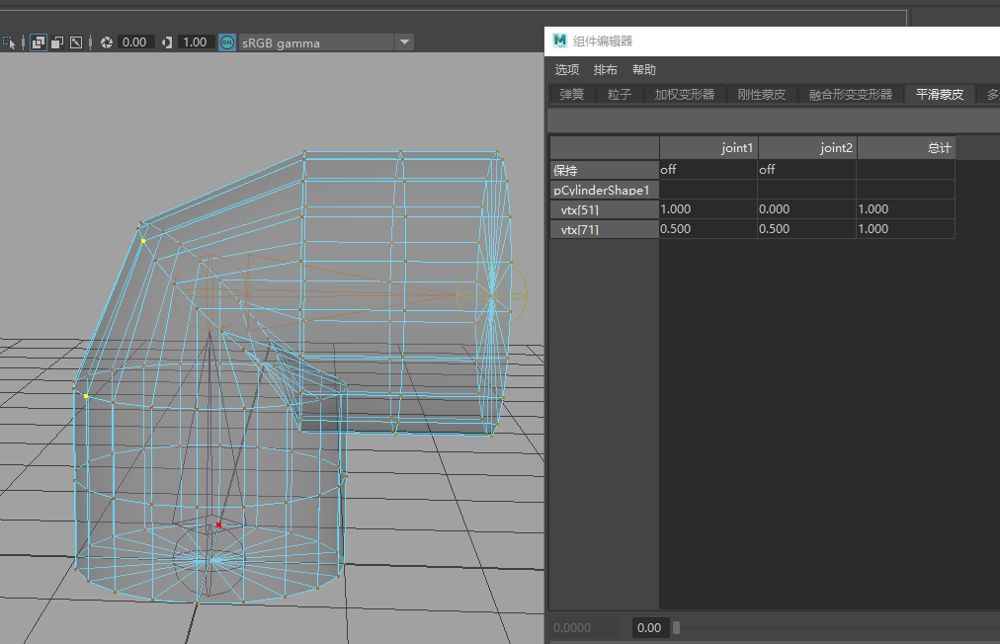 0.00 1.00 ON sRGB gamma
M 组件编辑器
选项 排布 帮助
弹簧 粒子 加权变形器 刚性蒙皮 融合形变变形器 平滑蒙皮 多
joint1 joint2 总计
保持 off off
pCylinderShape1
vtx[51] 1.000 0.000 1.000
vtx[71] 0.500 0.500 1.000
0.0000 0.00